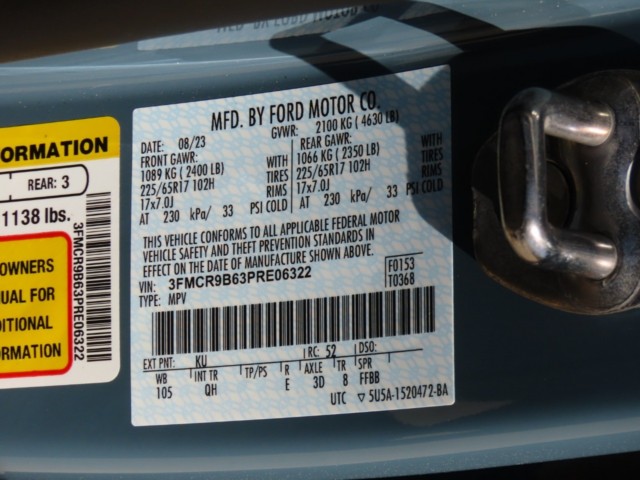 ORMATION
REAR: 3
1138 lbs.
OWNERS
UAL FOR
DITIONAL
ORMATION
3FMCR9B63PRE06322
MFD. BY FORD MOTOR CO.
DATE: 08/23 GVWR: 2100 KG ( 4630 LB)
FRONT GAWR: REAR GAWR:
1089 KG ( 2400 LB) WITH 1066 KG ( 2350 LB) WITH
225/65R17 102H TIRES 225/65R17 102H TIRES
17x7.0J RIMS 17x7.0J RIMS
AT 230 kPa/ 33 PSI COLD AT 230 kPa/ 33 PSI COLD
THIS VEHICLE CONFORMS TO ALL APPLICABLE FEDERAL MOTOR
VEHICLE SAFETY AND THEFT PREVENTION STANDARDS IN
EFFECT ON THE DATE OF MANUFACTURE SHOWN ABOVE.
VIN: 3FMCR9B63PRE06322 F0153
TYPE: MPV T0368
EXT PNT: KU RC: 52 DSO:
WB INT TR TP/PS R AXLE TR SPR
105 QH E 3D 8 FFBB
UTC ▽ 5U5A-1520472-BA